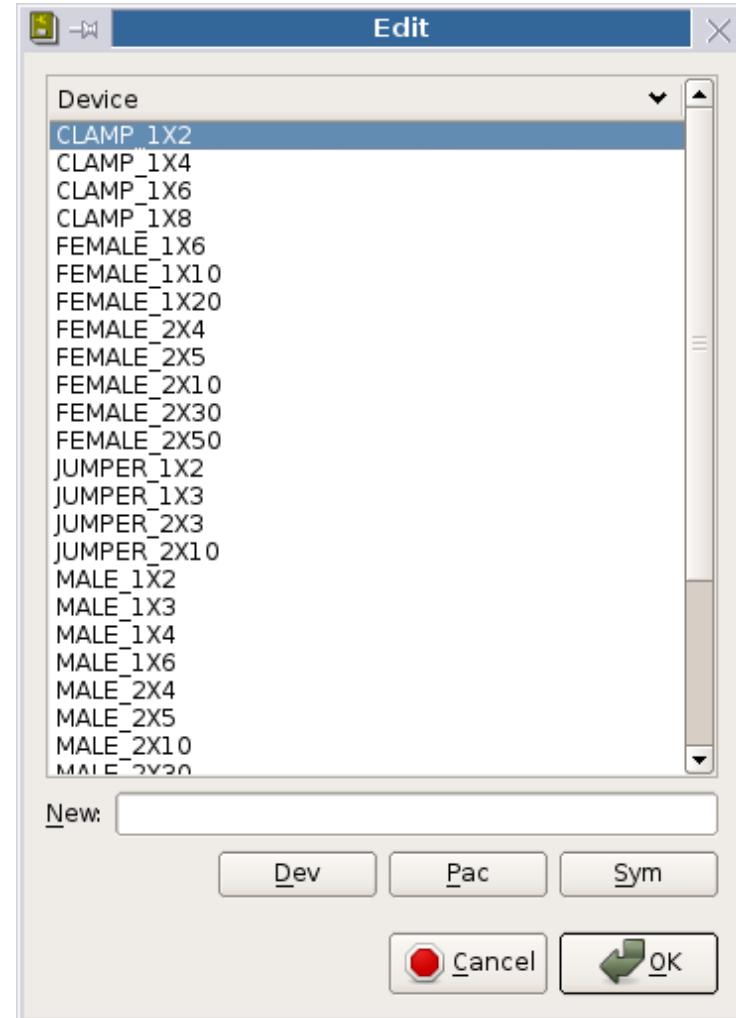 Edit
Device
CLAMP_1X2
CLAMP_1X4
CLAMP_1X6
CLAMP_1X8
FEMALE_1X6
FEMALE_1X10
FEMALE_1X20
FEMALE_2X4
FEMALE_2X5
FEMALE_2X10
FEMALE_2X30
FEMALE_2X50
JUMPER_1X2
JUMPER_1X3
JUMPER_2X3
JUMPER_2X10
MALE_1X2
MALE_1X3
MALE_1X4
MALE_1X6
MALE_2X4
MALE_2X5
MALE_2X10
MALE_2X30
New:
Dev Pac Sym
Cancel OK